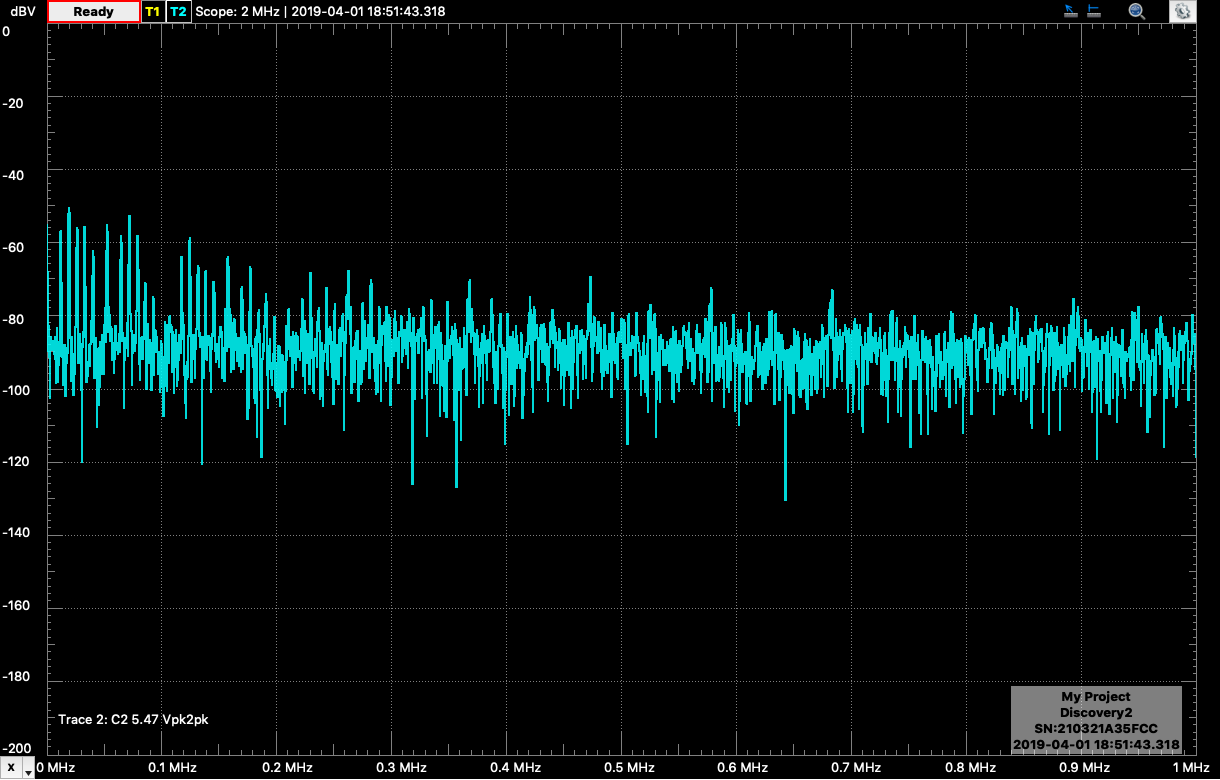 dBV Ready T1 T2 Scope: 2 MHz | 2019-04-01 18:51:43.318
0
-20
-40
-60
-80
-100
-120
-140
-160
-180
-200
Trace 2: C2 5.47 Vpk2pk
My Project
Discovery2
SN:210321A35FCC
2019-04-01 18:51:43.318
X 0 MHz 0.1 MHz 0.2 MHz 0.3 MHz 0.4 MHz 0.5 MHz 0.6 MHz 0.7 MHz 0.8 MHz 0.9 MHz 1 MHz